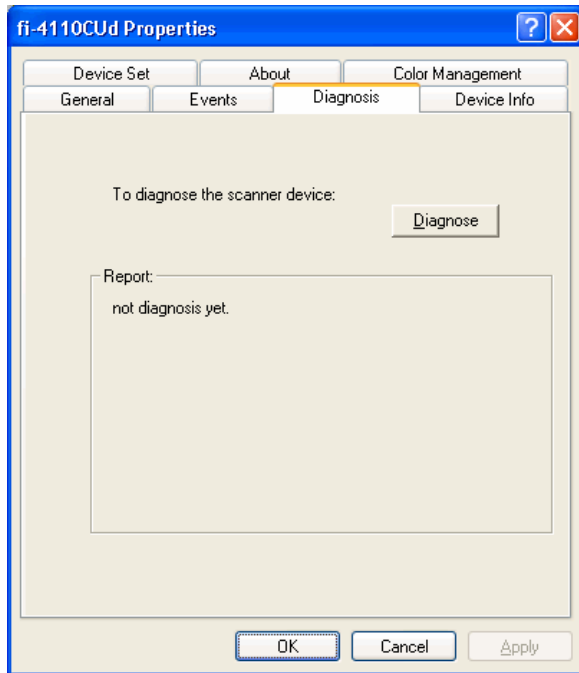 fi-4110CUd Properties
Device Set About Color Management
General Events Diagnosis Device Info
To diagnose the scanner device:
Diagnose
Report:
not diagnosis yet.
OK Cancel Apply